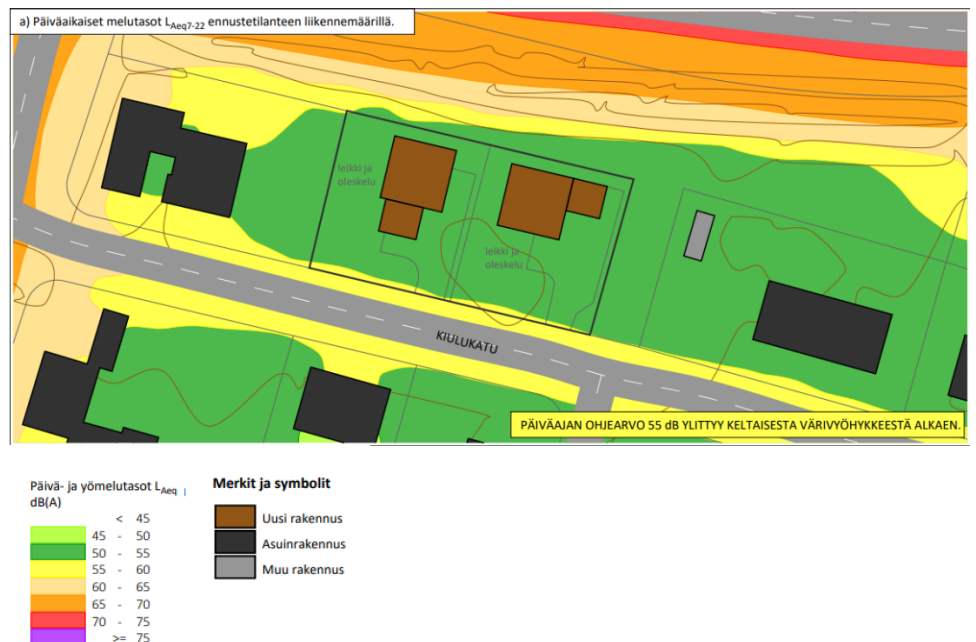 a) Päiväaikaiset melutasot LAeq7-22 ennustetilanteen liikennemäärillä.
leikki ja
oleskelu
leikki ja
oleskelu
KIULUKATU
PÄIVÄAJAN OHJEARVO 55 dB YLITTYY KELTAISESTA VÄRIVYÖHYKKEESTÄ ALKAEN.
Päivä- ja yömelutasot LAeq |
dB(A)
< 45
45 - 50
50 - 55
55 - 60
60 - 65
65 - 70
70 - 75
>= 75
Merkit ja symbolit
Uusi rakennus
Asuinrakennus
Muu rakennus